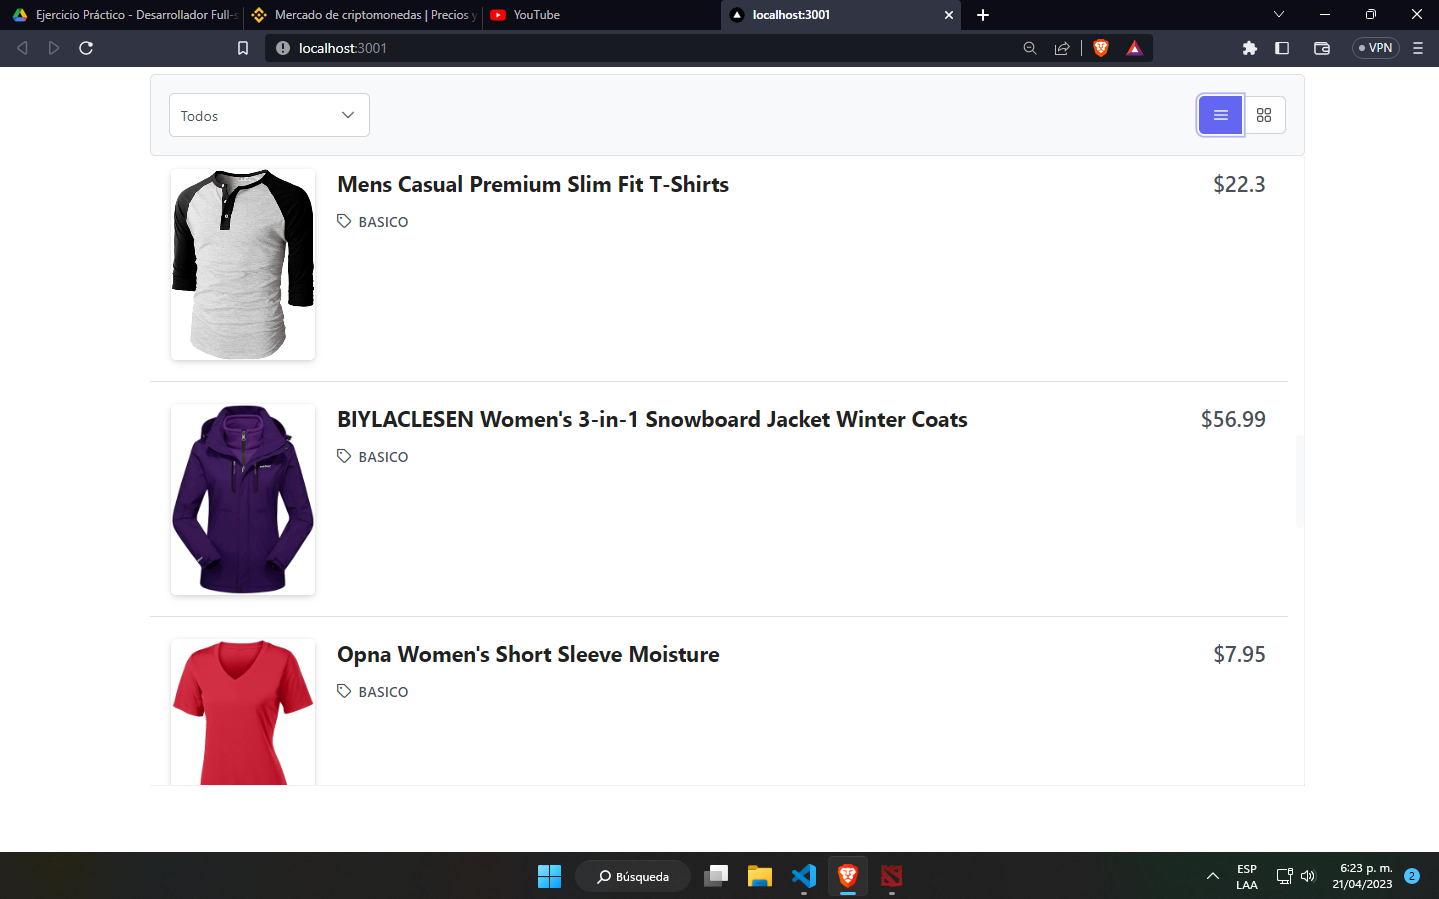 Ejercicio Práctico - Desarrollador Full-s
Mercado de criptomonedas | Precios y
YouTube
localhost:3001
localhost:3001
VPN
Todos
Mens Casual Premium Slim Fit T-Shirts
$22.3
BASICO
BIYLACLESEN Women's 3-in-1 Snowboard Jacket Winter Coats
$56.99
BASICO
Opna Women's Short Sleeve Moisture
$7.95
BASICO
Búsqueda
ESP
LAA
6:23 p. m.
21/04/2023
2